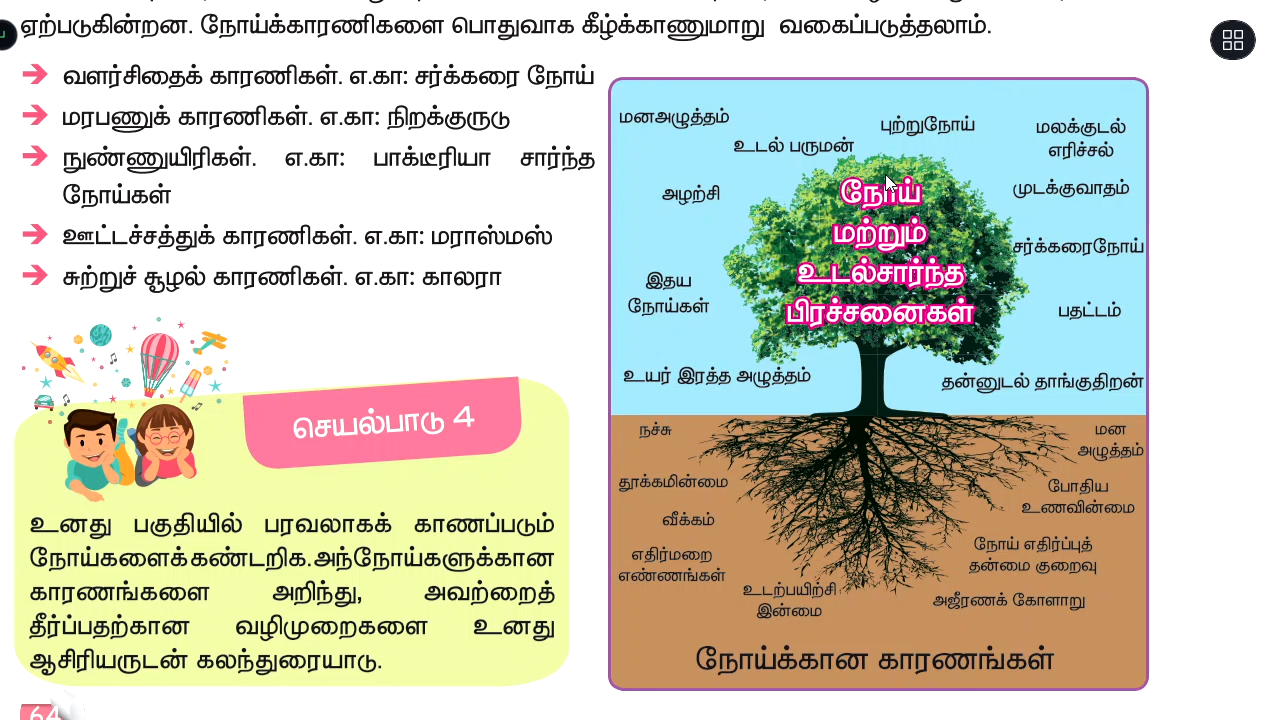 ஏற்படுகின்றன. நோய்க்காரணிகளை பொதுவாக கீழ்க்காணுமாறு வகைப்படுத்தலாம்.
வளர்சிதைக் காரணிகள். எ.கா: சர்க்கரை நோய்
மரபணுக் காரணிகள். எ.கா: நிறக்குருடு
நுண்ணுயிரிகள். எ.கா: பாக்டீரியா சார்ந்த
நோய்கள்
ஊட்டச்சத்துக் காரணிகள். எ.கா: மராஸ்மஸ்
சுற்றுச் சூழல் காரணிகள். எ.கா: காலரா
செயல்பாடு 4
உனது பகுதியில் பரவலாகக் காணப்படும்
நோய்களைக்கண்டறிக.அந்நோய்களுக்கான
காரணங்களை அறிந்து, அவற்றைத்
தீர்ப்பதற்கான வழிமுறைகளை உனது
ஆசிரியருடன் கலந்துரையாடு.
64
மனஅழுத்தம்
உடல் பருமன்
புற்றுநோய்
மலக்குடல்
எரிச்சல்
அழற்சி
முடக்குவாதம்
நோய்
மற்றும்
உடல்சார்ந்த
பிரச்சனைகள்
சர்க்கரைநோய்
இதய
நோய்கள்
பதட்டம்
உயர் இரத்த அழுத்தம்
தன்னுடல் தாங்குதிறன்
நச்சு
மன
அழுத்தம்
தூக்கமின்மை
போதிய
உணவின்மை
வீக்கம்
எதிர்மறை
எண்ணங்கள்
நோய் எதிர்ப்புத்
தன்மை குறைவு
உடற்பயிற்சி
இன்மை
அஜீரணக் கோளாறு
நோய்க்கான காரணங்கள்